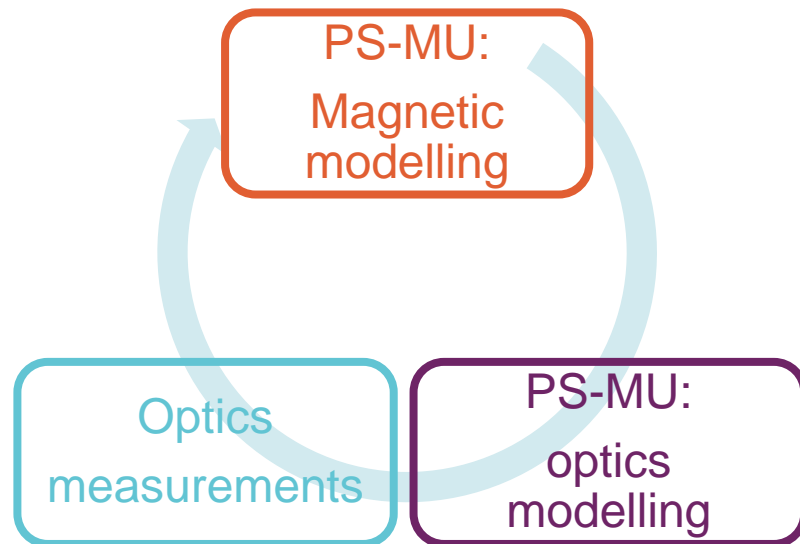 PS-MU:
Magnetic
modelling
Optics
measurements
PS-MU:
optics
modelling